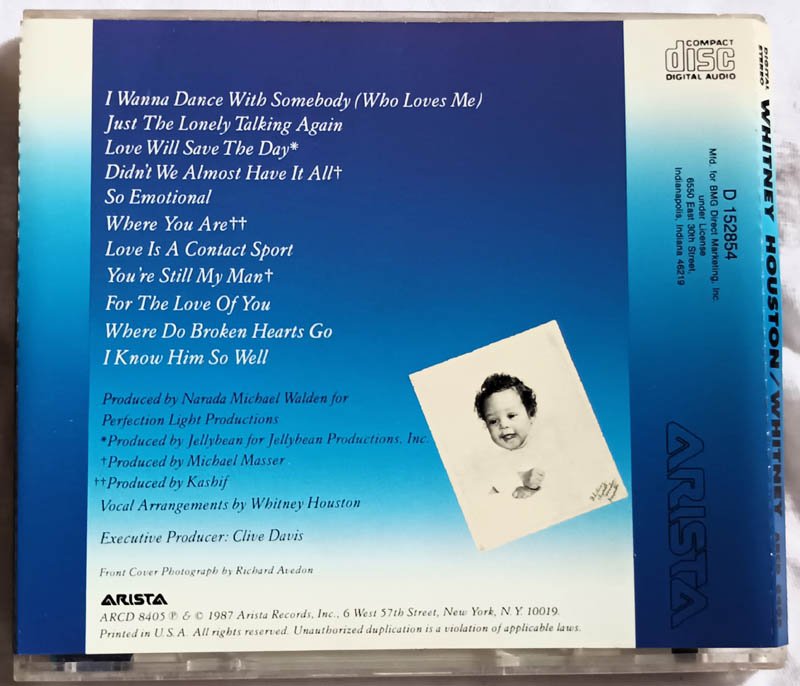 I Wanna Dance With Somebody (Who Loves Me)
Just The Lonely Talking Again
Love Will Save The Day*
Didn't We Almost Have It All†
So Emotional
Where You Are††
Love Is A Contact Sport
You're Still My Man†
For The Love Of You
Where Do Broken Hearts Go
I Know Him So Well
Produced by Narada Michael Walden for
Perfection Light Productions
*Produced by Jellybean for Jellybean Productions, Inc.
†Produced by Michael Masser
††Produced by Kashif
Vocal Arrangements by Whitney Houston
Executive Producer: Clive Davis
Front Cover Photograph by Richard Avedon
ARISTA
ARCD 8405 ℗ & © 1987 Arista Records, Inc., 6 West 57th Street, New York, N.Y. 10019.
Printed in U.S.A. All rights reserved. Unauthorized duplication is a violation of applicable laws.
COMPACT
disc
DIGITAL AUDIO
D 152854
Mfd. for BMG Direct Marketing, Inc.
under License
6550 East 30th Street,
Indianapolis, Indiana 46219
ARISTA
DIGITAL
STEREO
WHITNEY HOUSTON/WHITNEY